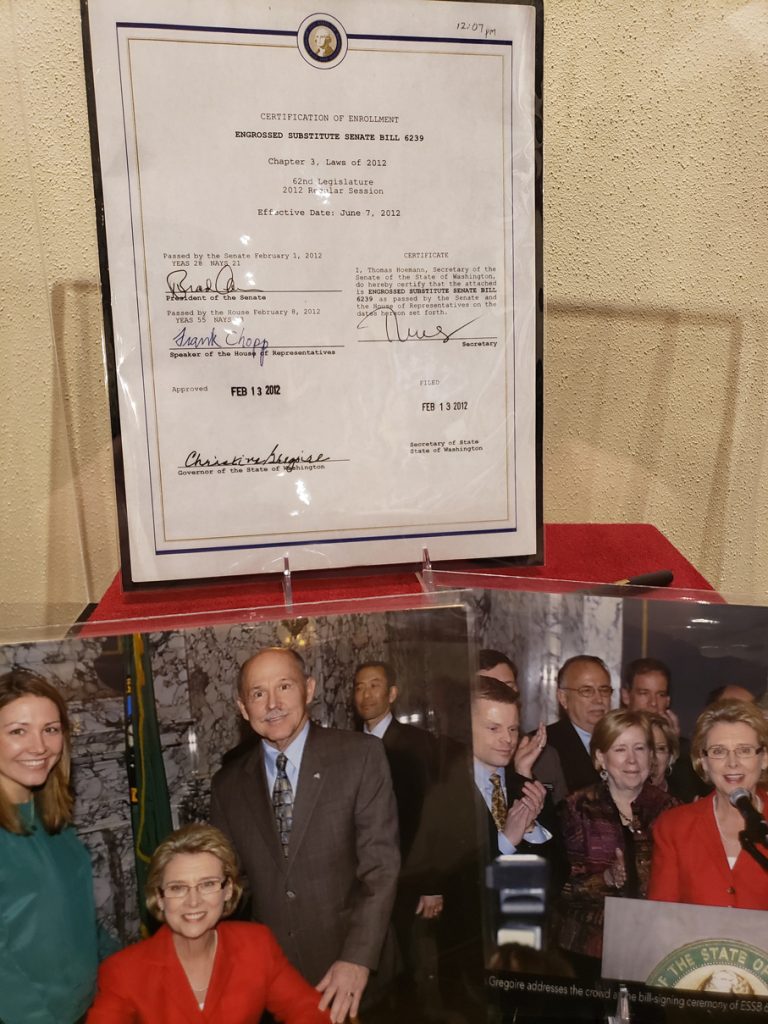 12:07 pm
CERTIFICATION OF ENROLLMENT
ENGROSSED SUBSTITUTE SENATE BILL 6239
Chapter 3, Laws of 2012
62nd Legislature
2012 Regular Session
Effective Date: June 7, 2012
Passed by the Senate February 1, 2012
YEAS 28 NAYS 21
President of the Senate
Passed by the House February 8, 2012
YEAS 55 NAYS
Frank Chopp
Speaker of the House of Representatives
Approved
FEB 13 2012
Christine Gregoire
Governor of the State of Washington
CERTIFICATE
I, Thomas Hoemann, Secretary of the
Senate of the State of Washington,
do hereby certify that the attached
is ENGROSSED SUBSTITUTE SENATE BILL
6239 as passed by the Senate and
the House of Representatives on the
dates hereon set forth.
Secretary
FILED
FEB 13 2012
Secretary of State
State of Washington
THE STATE OF
Gregoire addresses the crowd the bill-signing ceremony of ESSB